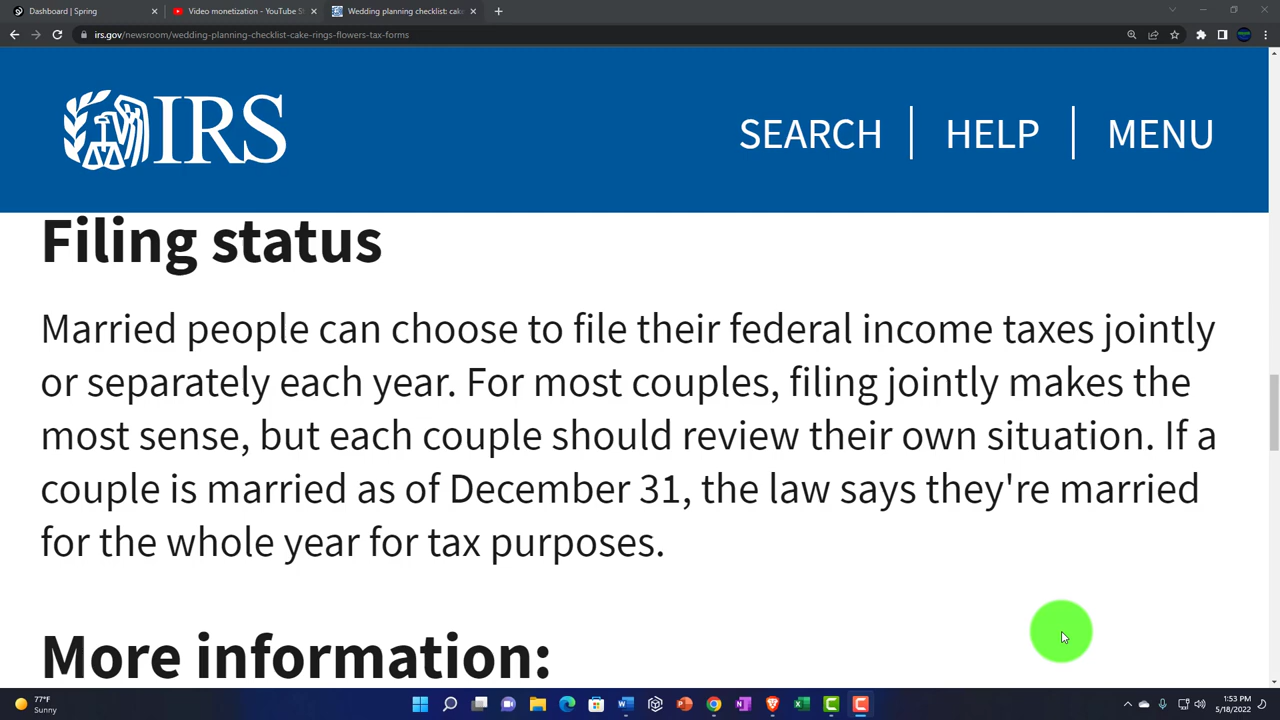 Dashboard | Spring
Video monetization - YouTube St
Wedding planning checklist: cake
irs.gov/newsroom/wedding-planning-checklist-cake-rings-flowers-tax-forms
IRS
SEARCH
HELP
MENU
Filing status
Married people can choose to file their federal income taxes jointly
or separately each year. For most couples, filing jointly makes the
most sense, but each couple should review their own situation. If a
couple is married as of December 31, the law says they're married
for the whole year for tax purposes.
More information:
77°F
Sunny
1:53 PM
5/18/2022